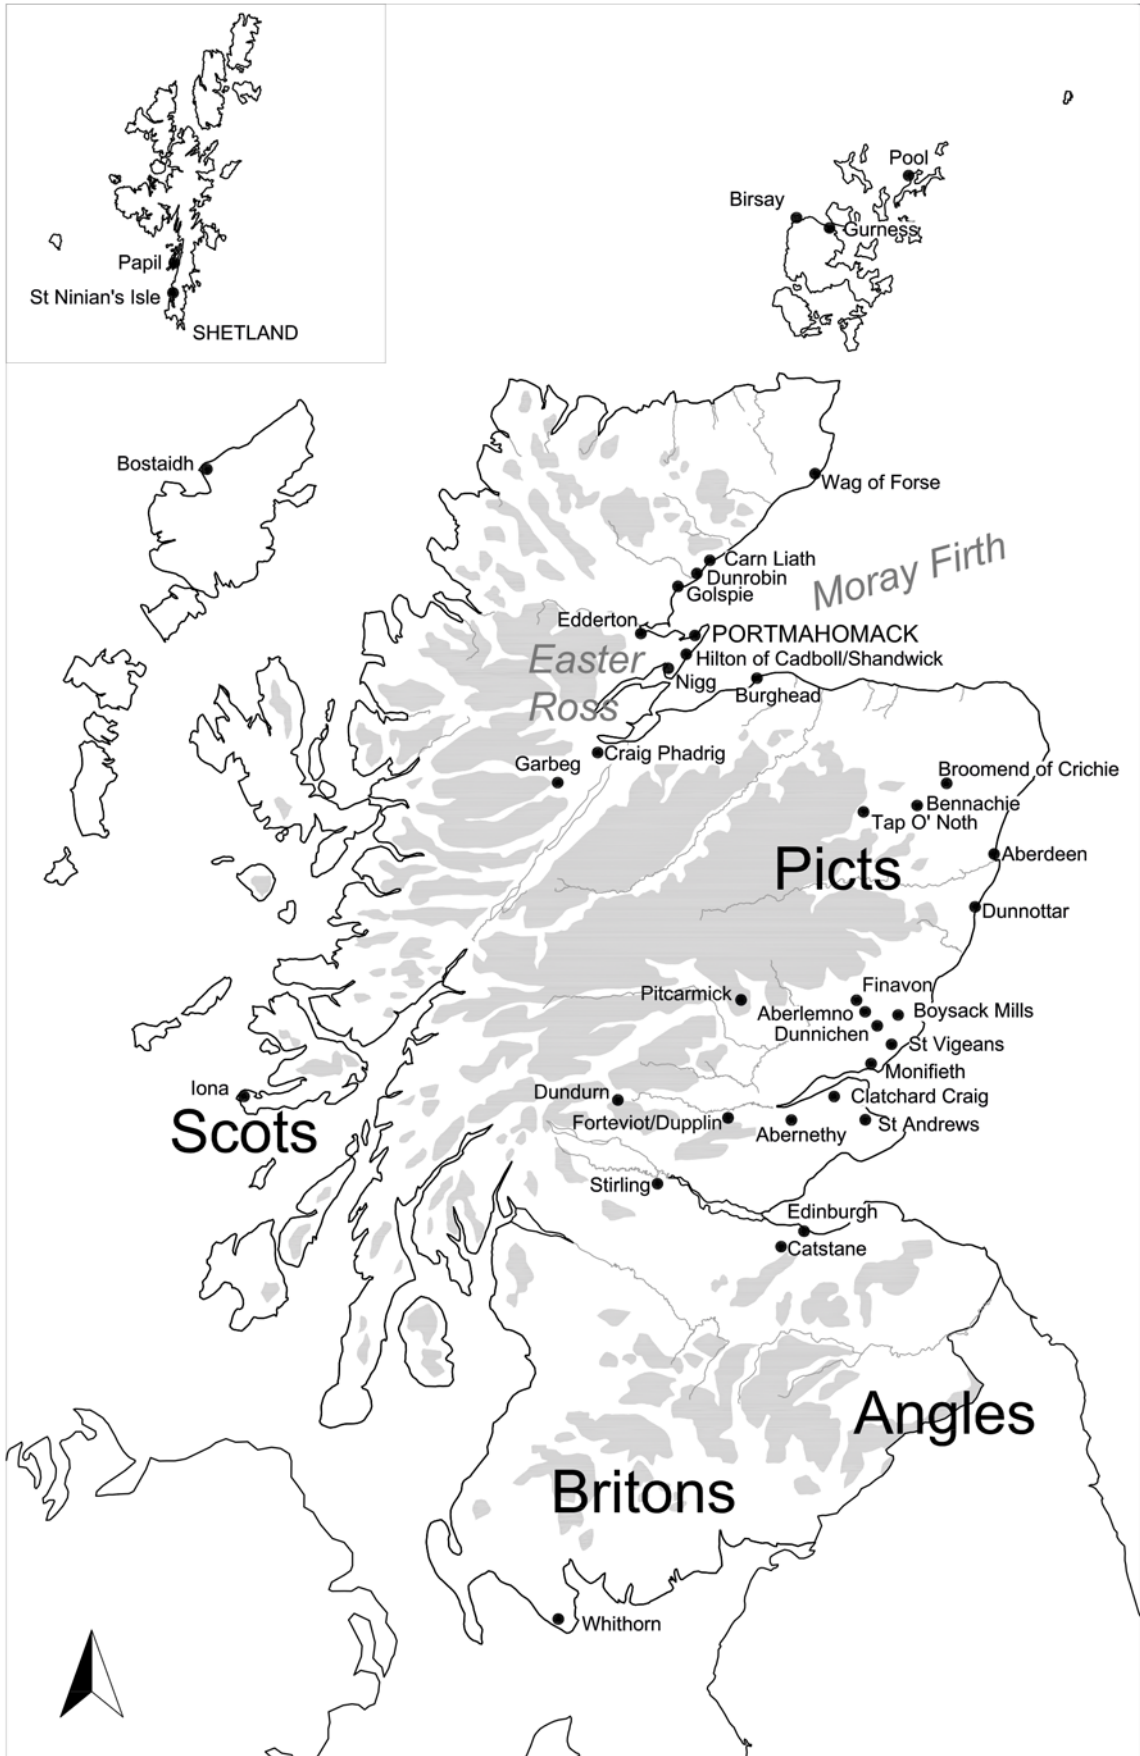 Pool
Birsay
Gurness
Papil
St Ninian's Isle
SHETLAND
Bostaidh
Wag of Forse
Carn Liath
Dunrobin
Golspie
Moray Firth
Edderton
PORTMAHOMACK
Easter
Ross
Hilton of Cadboll/Shandwick
Nigg
Burghead
Craig Phadrig
Garbeg
Broomend of Crichie
Bennachie
Tap O' Noth
Picts
Aberdeen
Dunnottar
Finavon
Pitcarmick
Aberlemno
Boysack Mills
Dunnichen
St Vigeans
Monifieth
Iona
Dundurn
Clatchard Craig
Scots
Forteviot/Dupplin
Abernethy
St Andrews
Stirling
Edinburgh
Catstane
Angles
Britons
Whithorn